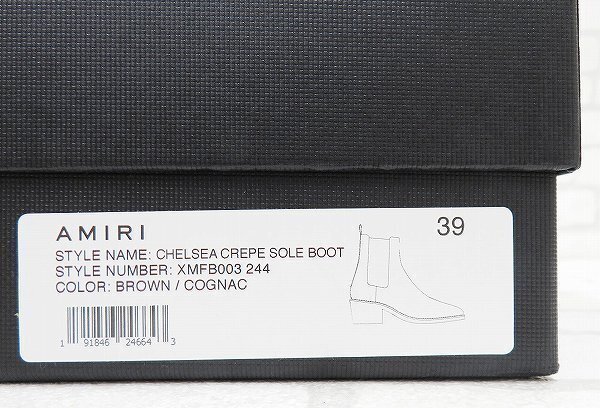 AMIRI
39
STYLE NAME: CHELSEA CREPE SOLE BOOT
STYLE NUMBER: XMFB003 244
COLOR: BROWN / COGNAC
1 91846 24664 3